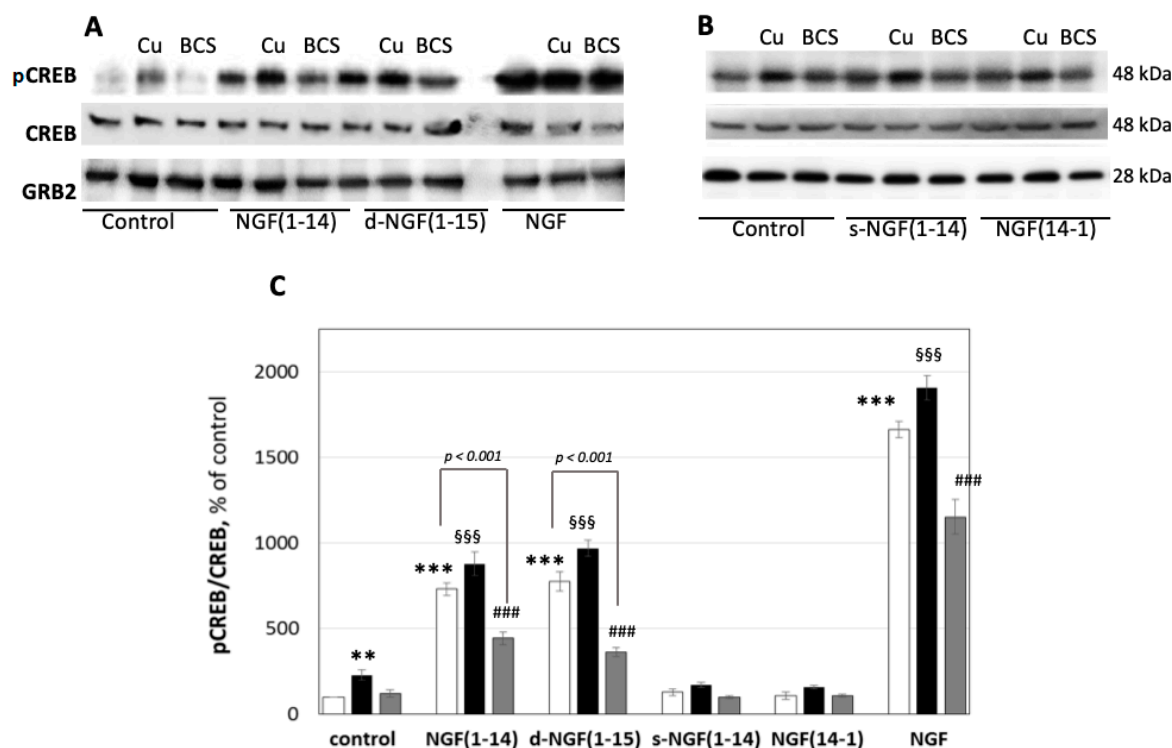 A
Cu BCS Cu BCS Cu BCS Cu BCS
pCREB
CREB
GRB2
Control NGF(1-14) d-NGF(1-15) NGF
B
Cu BCS Cu BCS Cu BCS
48 kDa
48 kDa
28 kDa
Control s-NGF(1-14) NGF(14-1)
C
pCREB/CREB, % of control
2000
1500
1000
500
0
**
***
§§§
###
p < 0.001
***
§§§
###
p < 0.001
***
§§§
###
control NGF(1-14) d-NGF(1-15) s-NGF(1-14) NGF(14-1) NGF